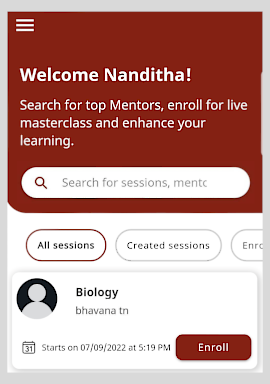 Welcome Nanditha!
Search for top Mentors, enroll for live
masterclass and enhance your
learning.
Search for sessions, mentc
All sessions
Created sessions
Enrc
Biology
bhavana tn
31
Starts on 07/09/2022 at 5:19 PM
Enroll